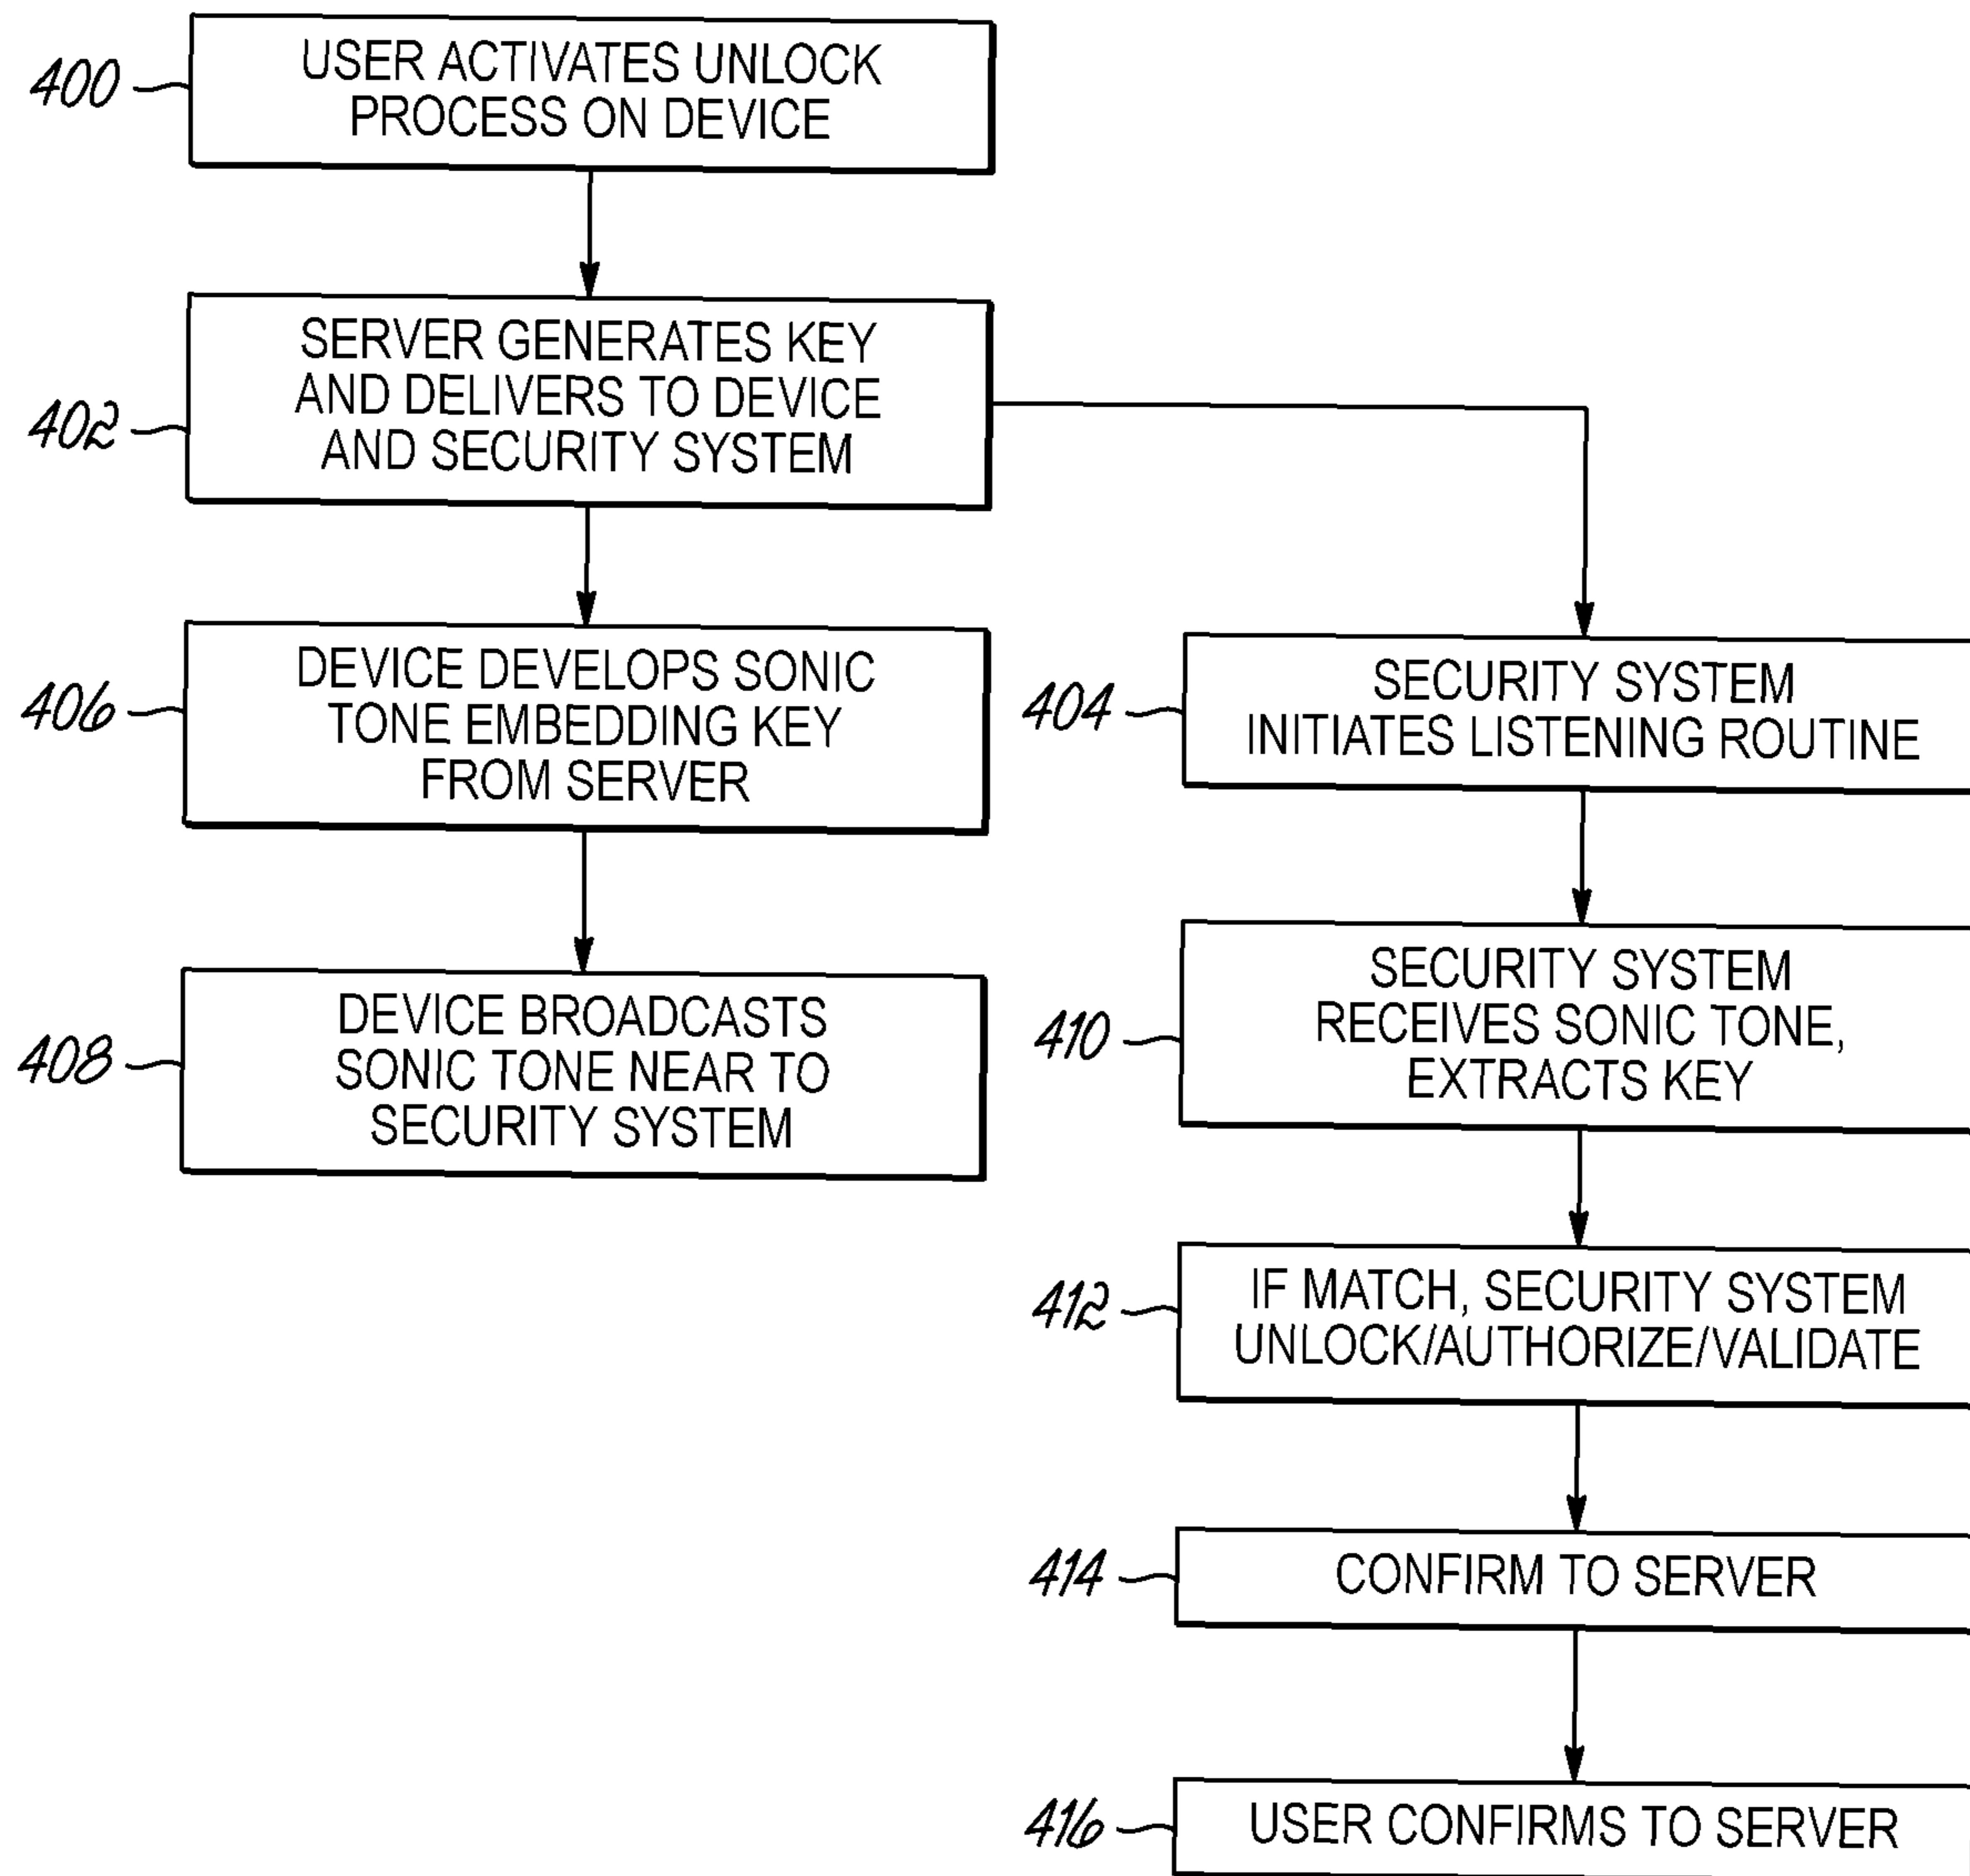 400
USER ACTIVATES UNLOCK
PROCESS ON DEVICE
402
SERVER GENERATES KEY
AND DELIVERS TO DEVICE
AND SECURITY SYSTEM
406
DEVICE DEVELOPS SONIC
TONE EMBEDDING KEY
FROM SERVER
408
DEVICE BROADCASTS
SONIC TONE NEAR TO
SECURITY SYSTEM
404
SECURITY SYSTEM
INITIATES LISTENING ROUTINE
410
SECURITY SYSTEM
RECEIVES SONIC TONE,
EXTRACTS KEY
412
IF MATCH, SECURITY SYSTEM
UNLOCK/AUTHORIZE/VALIDATE
414
CONFIRM TO SERVER
416
USER CONFIRMS TO SERVER